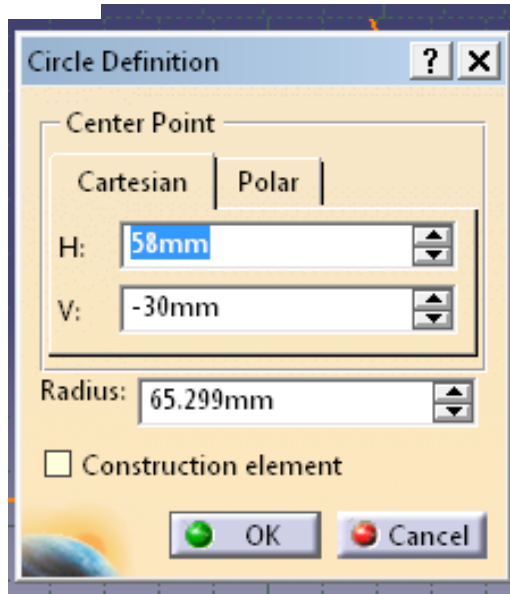 Circle Definition ? X
Center Point
Cartesian Polar
H: 58mm
V: -30mm
Radius: 65.299mm
Construction element
OK Cancel